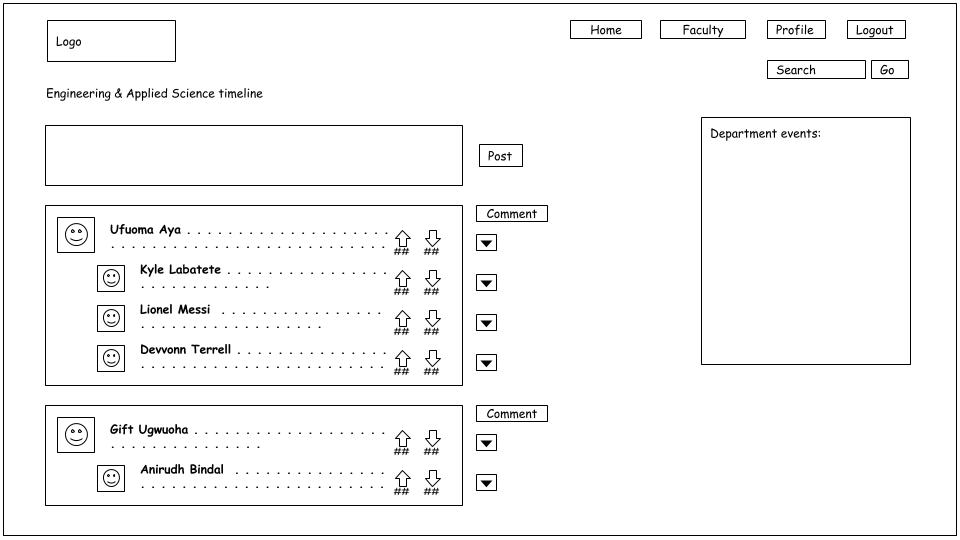 Logo
Home
Faculty
Profile
Logout
Search
Go
Engineering & Applied Science timeline
Post
Department events:
Comment
Ufuoma Aya . . . . . . . . . . . . . . . . . . . .
. . . . . . . . . . . . . . . . . . . . . . . . . . .
## ##
Kyle Labatete . . . . . . . . . . . . . . . .
. . . . . . . . . . . . .
## ##
Lionel Messi . . . . . . . . . . . . . . . .
. . . . . . . . . . . . . . . . . .
## ##
Devvonn Terrell . . . . . . . . . . . . . . .
. . . . . . . . . . . . . . . . . . . . . . . .
## ##
Comment
Gift Ugwuoha . . . . . . . . . . . . . . . . . . .
. . . . . . . . . . . . . . .
## ##
Anirudh Bindal . . . . . . . . . . . . . . .
. . . . . . . . . . . . . . . . . . . . . . . .
## ##